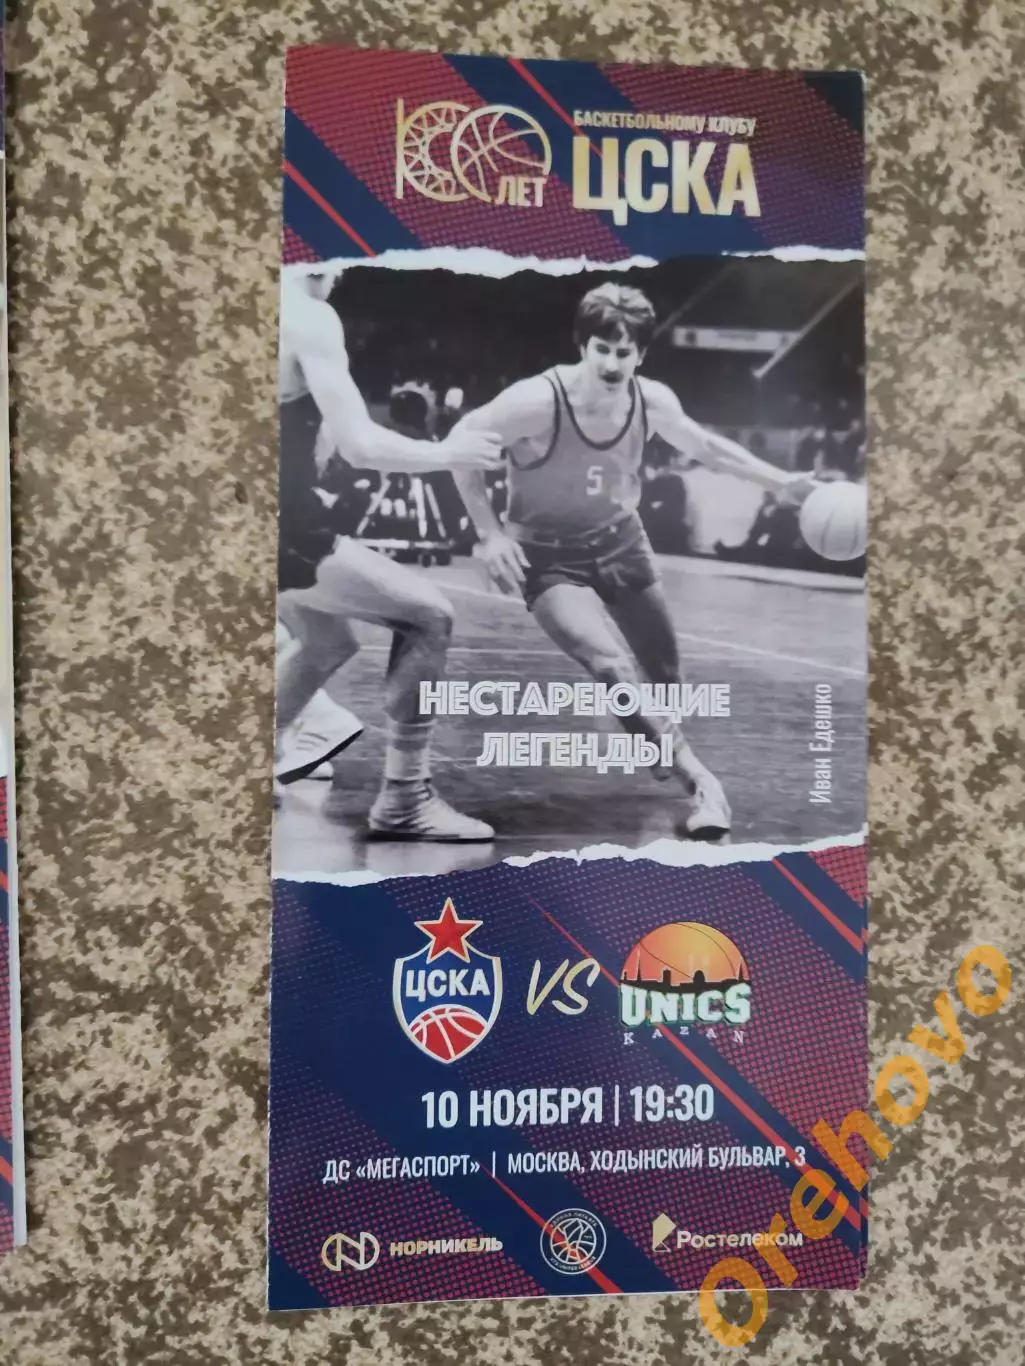 100 ЛЕТ
БАСКЕТБОЛЬНОМУ КЛУБУ
ЦСКА
5
НЕСТАРЕЮЩИЕ
ЛЕГЕНДЫ
Иван Едешко
ЦСКА
VS
UNICS
KAZAN
10 НОЯБРЯ | 19:30
ДС «МЕГАСПОРТ» | МОСКВА, ХОДЫНСКИЙ БУЛЬВАР, 3
НОРНИКЕЛЬ
Ростелеком
Orehovo